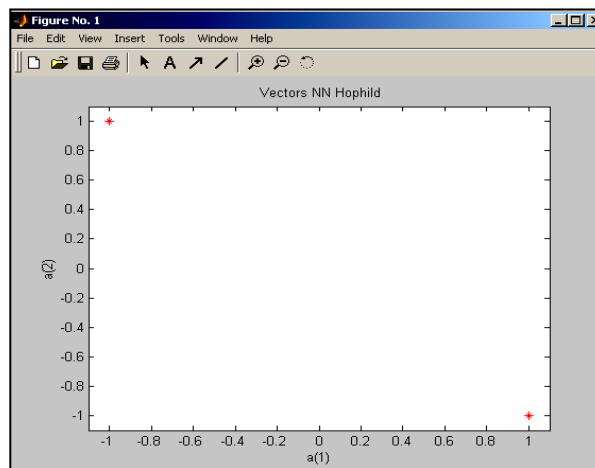 Figure No. 1
File Edit View Insert Tools Window Help
A
Vectors NN Hophild
1
0.8
0.6
0.4
0.2
0
-0.2
-0.4
-0.6
-0.8
-1
a(2)
-1 -0.8 -0.6 -0.4 -0.2 0 0.2 0.4 0.6 0.8 1
a(1)